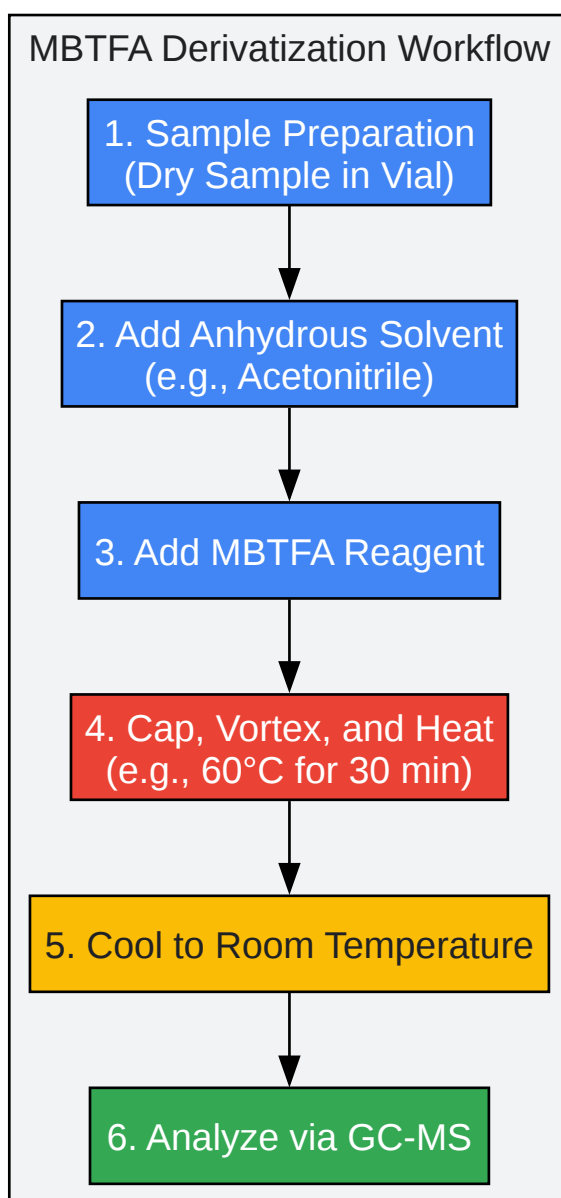 MBTFA Derivatization Workflow
1. Sample Preparation
(Dry Sample in Vial)
2. Add Anhydrous Solvent
(e.g., Acetonitrile)
3. Add MBTFA Reagent
4. Cap, Vortex, and Heat
(e.g., 60°C for 30 min)
5. Cool to Room Temperature
6. Analyze via GC-MS